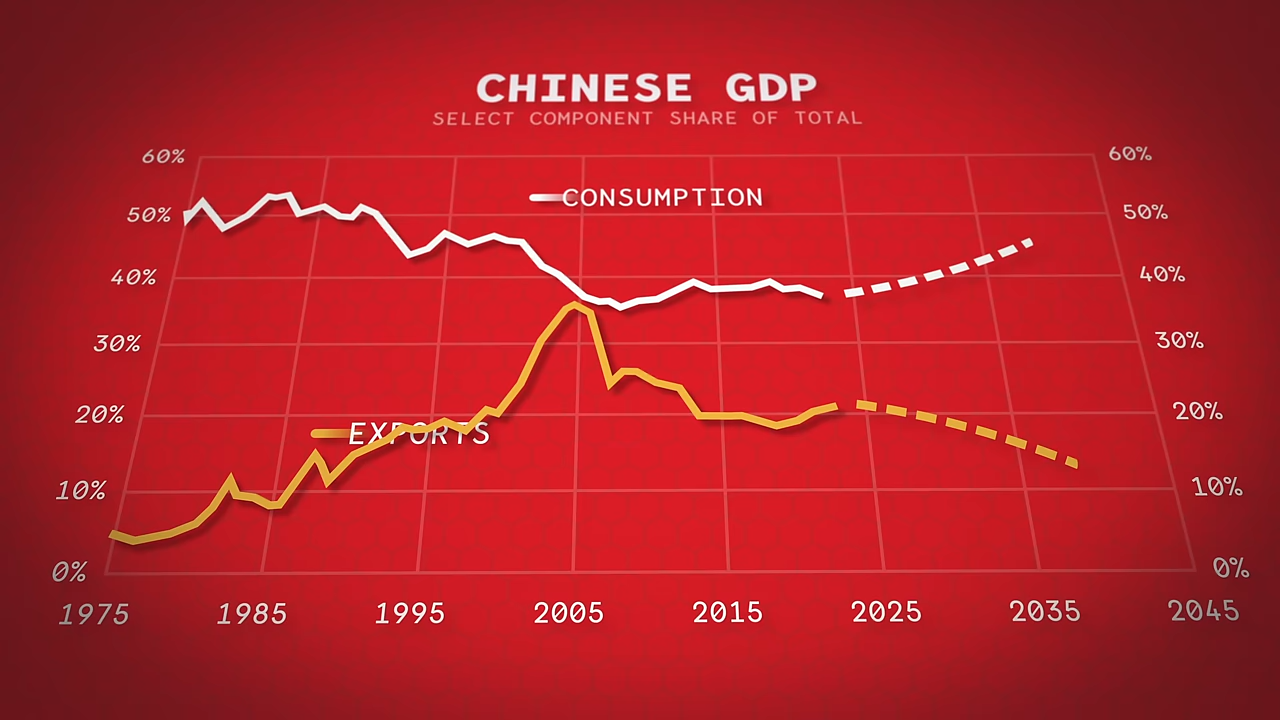 CHINESE GDP
SELECT COMPONENT SHARE OF TOTAL
60% 60%
CONSUMPTION
50% 50%
40% 40%
30% 30%
20% 20%
EXPORTS
10% 10%
0% 0%
1975 1985 1995 2005 2015 2025 2035 2045